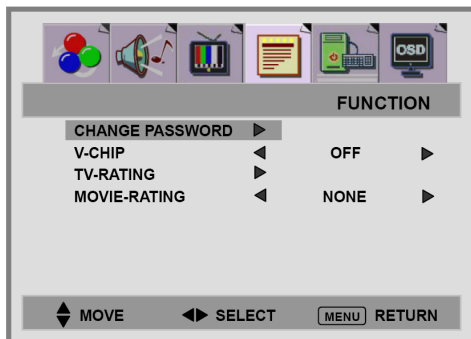 OSD
FUNCTION
CHANGE PASSWORD
V-CHIP OFF
TV-RATING
MOVIE-RATING NONE
MOVE SELECT MENU RETURN